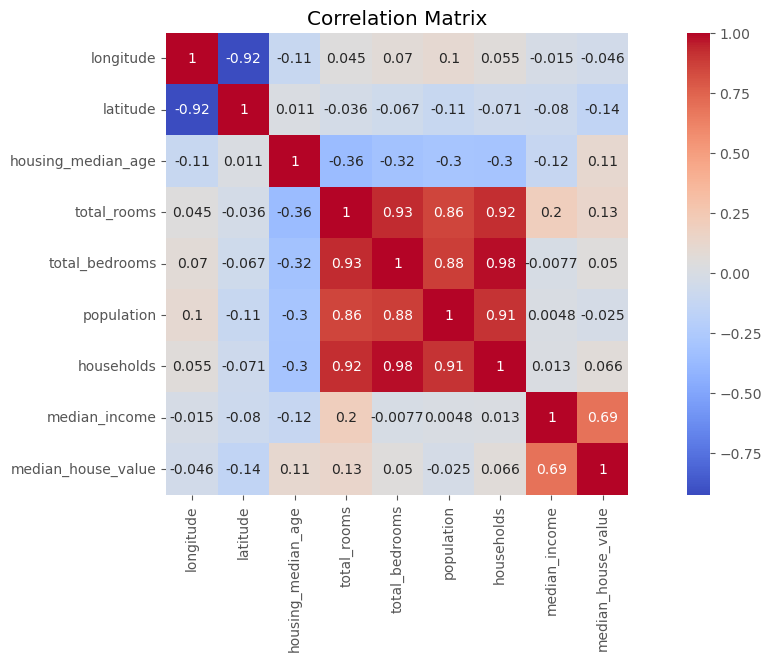 Correlation Matrix
longitude 1 -0.92 -0.11 0.045 0.07 0.1 0.055 -0.015 -0.046
latitude -0.92 1 0.011 -0.036 -0.067 -0.11 -0.071 -0.08 -0.14
housing_median_age -0.11 0.011 1 -0.36 -0.32 -0.3 -0.3 -0.12 0.11
total_rooms 0.045 -0.036 -0.36 1 0.93 0.86 0.92 0.2 0.13
total_bedrooms 0.07 -0.067 -0.32 0.93 1 0.88 0.98 -0.0077 0.05
population 0.1 -0.11 -0.3 0.86 0.88 1 0.91 0.0048 -0.025
households 0.055 -0.071 -0.3 0.92 0.98 0.91 1 0.013 0.066
median_income -0.015 -0.08 -0.12 0.2 -0.0077 0.0048 0.013 1 0.69
median_house_value -0.046 -0.14 0.11 0.13 0.05 -0.025 0.066 0.69 1
longitude
latitude
housing_median_age
total_rooms
total_bedrooms
population
households
median_income
median_house_value
1.00
0.75
0.50
0.25
0.00
−0.25
−0.50
−0.75